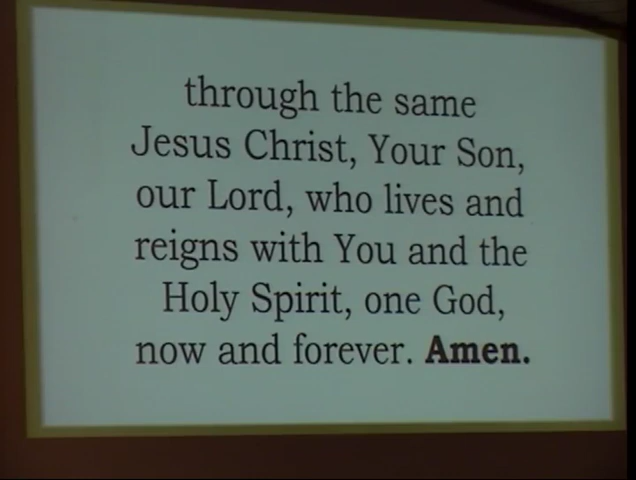 through the same
Jesus Christ, Your Son,
our Lord, who lives and
reigns with You and the
Holy Spirit, one God,
now and forever. Amen.